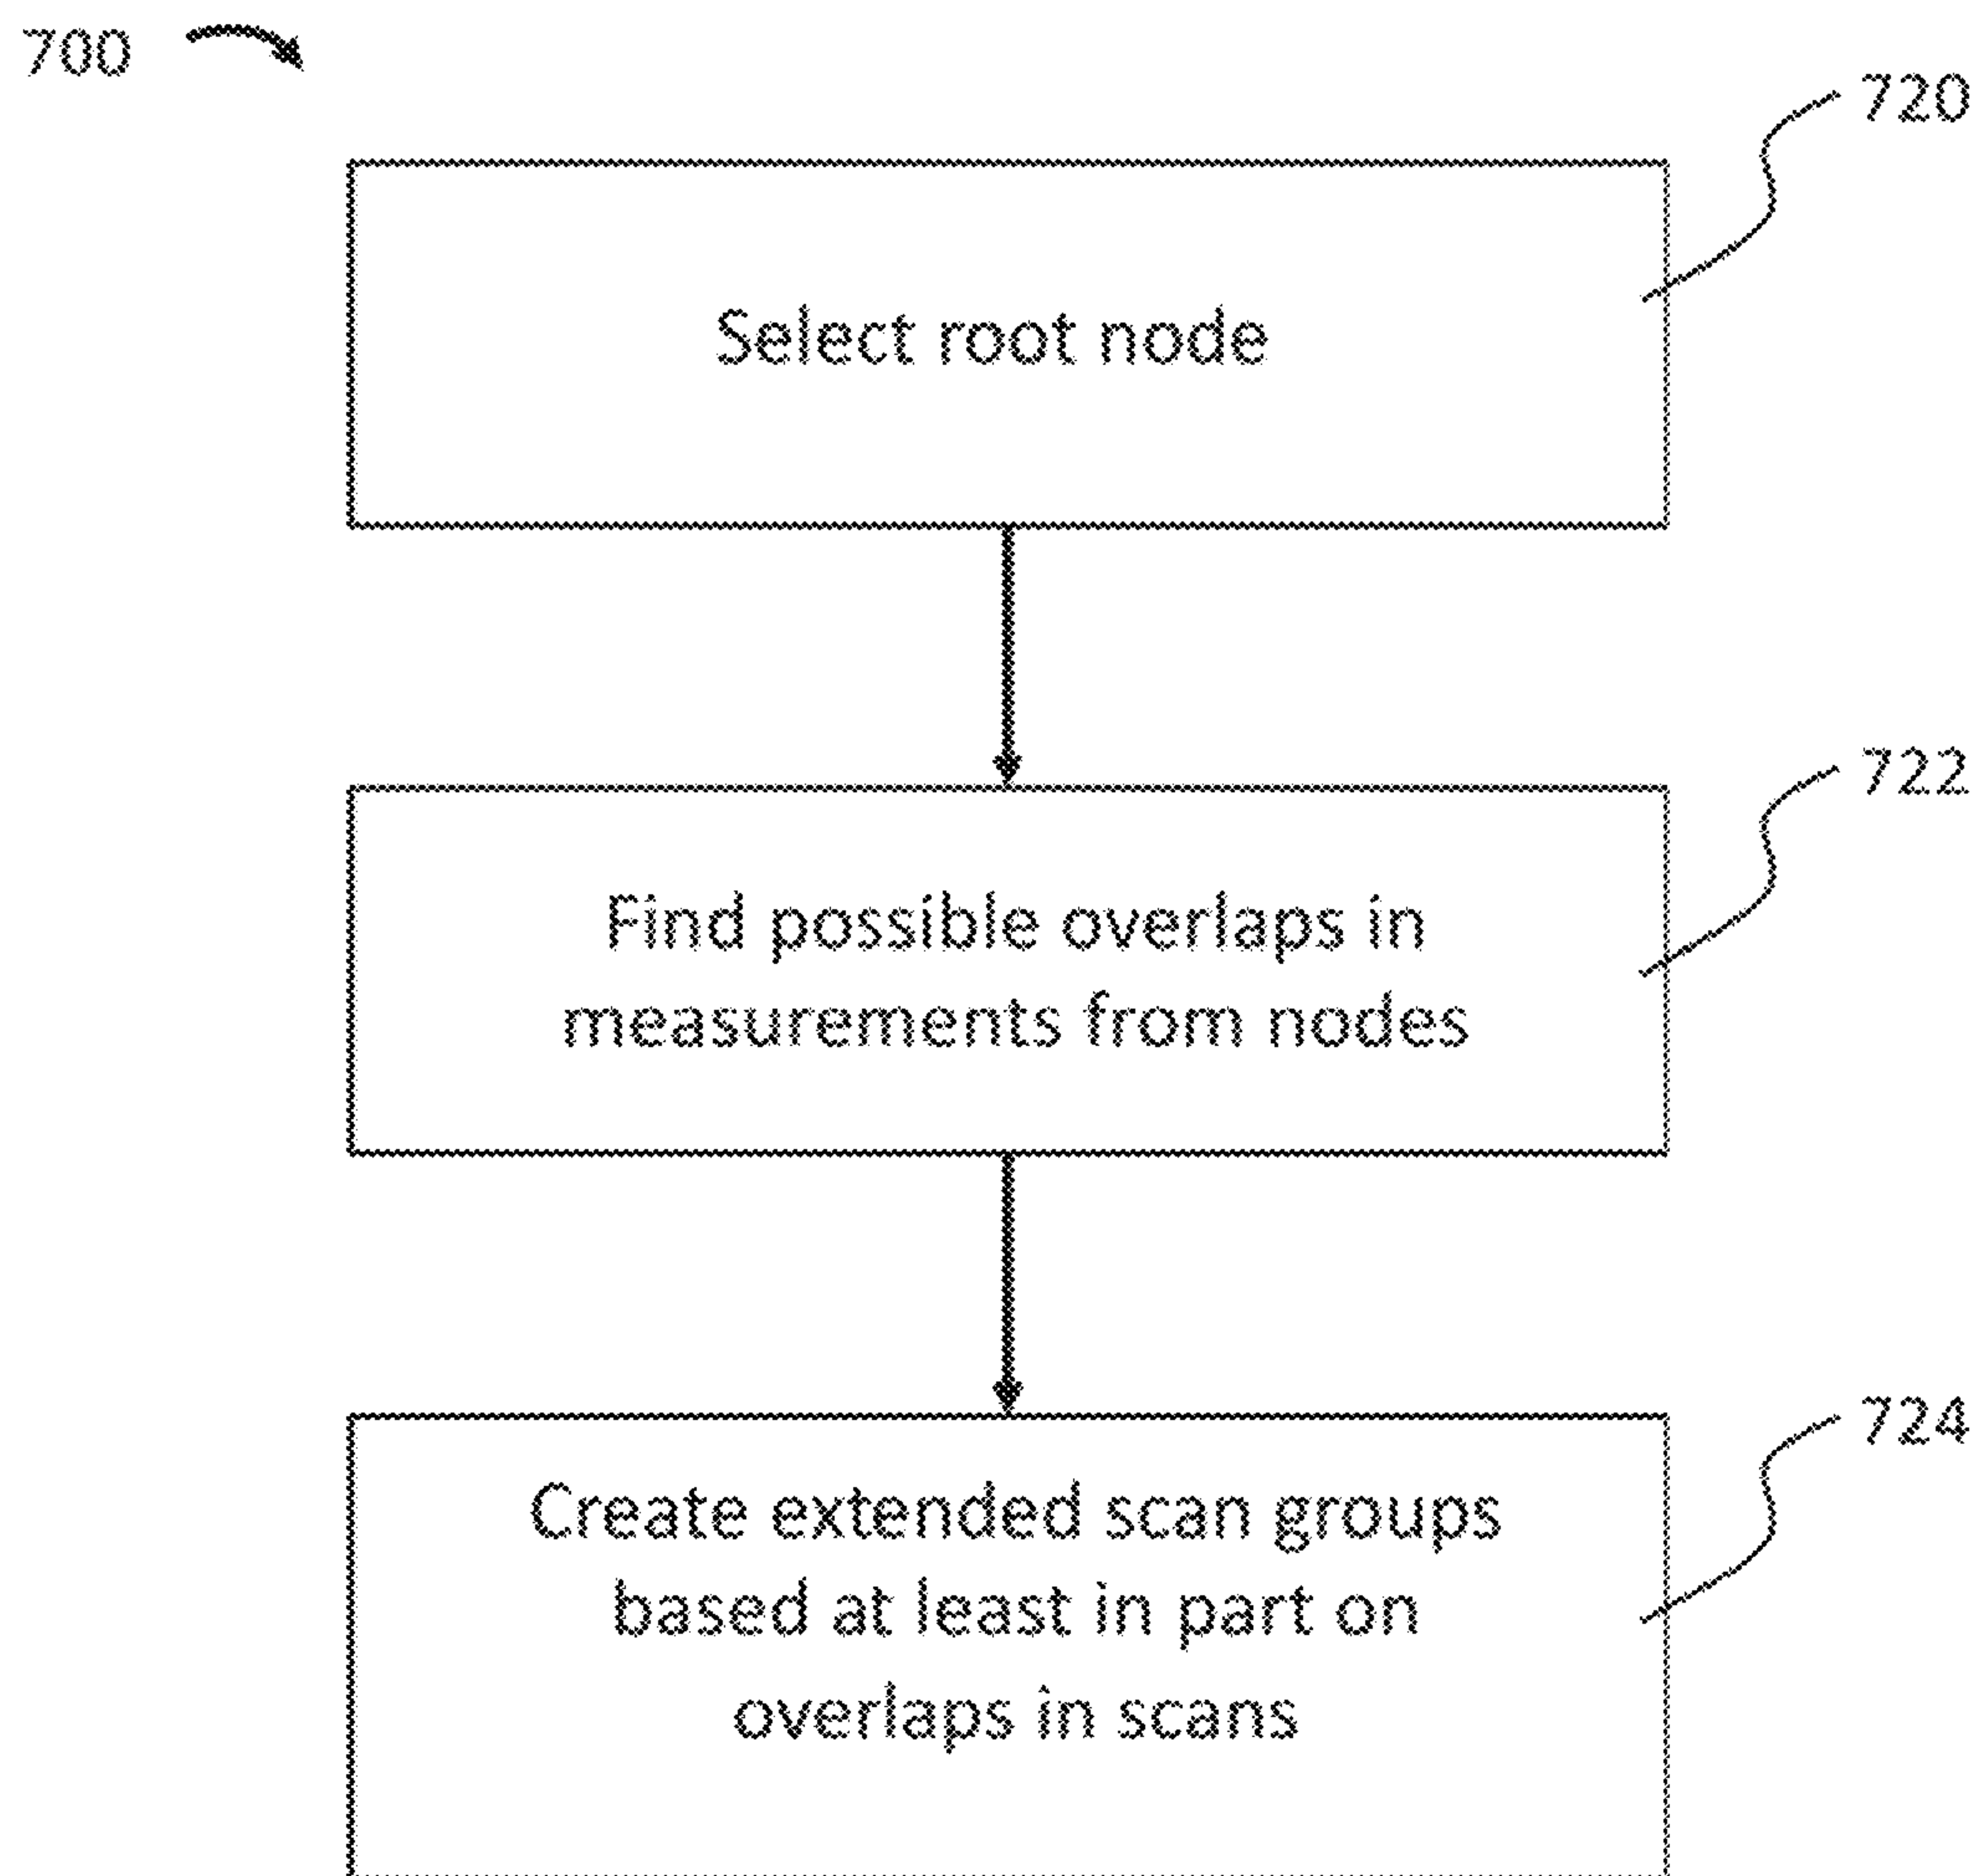 700
720
Select root node
722
Find possible overlaps in
measurements from nodes
724
Create extended scan groups
based at least in part on
overlaps in scans